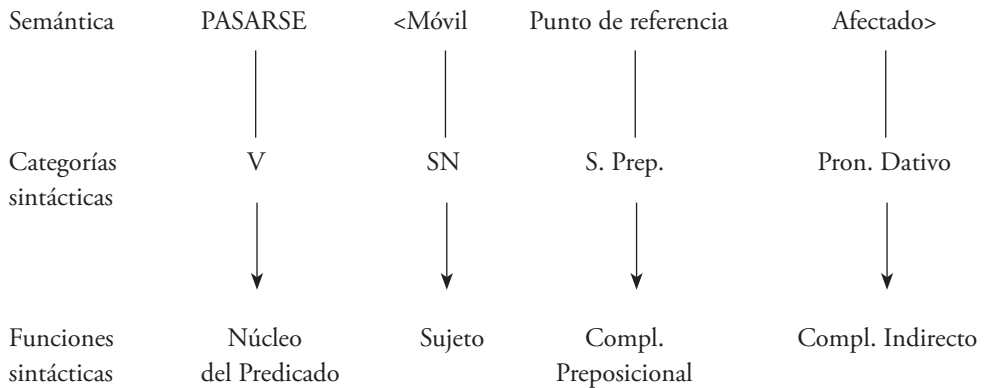 Semántica PASARSE <Móvil Punto de referencia Afectado>
Categorías V SN S. Prep. Pron. Dativo
sintácticas
Funciones Núcleo Sujeto Compl. Compl. Indirecto
sintácticas del Predicado Preposicional